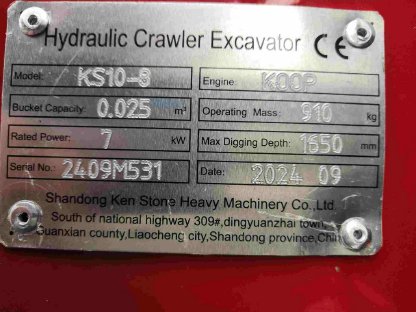 Hydraulic Crawler Excavator CE
Model: KS10-8 Engine: KOOP
Bucket Capacity: 0.025 m³ Operating Mass: 910 kg
Rated Power: 7 kW Max Digging Depth: 1650 mm
Serial No.: 2409M531 Date: 2024 09
Shandong Ken Stone Heavy Machinery Co.,Ltd.
South of national highway 309#,dingyuanzhai town,
Guanxian county,Liaocheng city,Shandong province,China